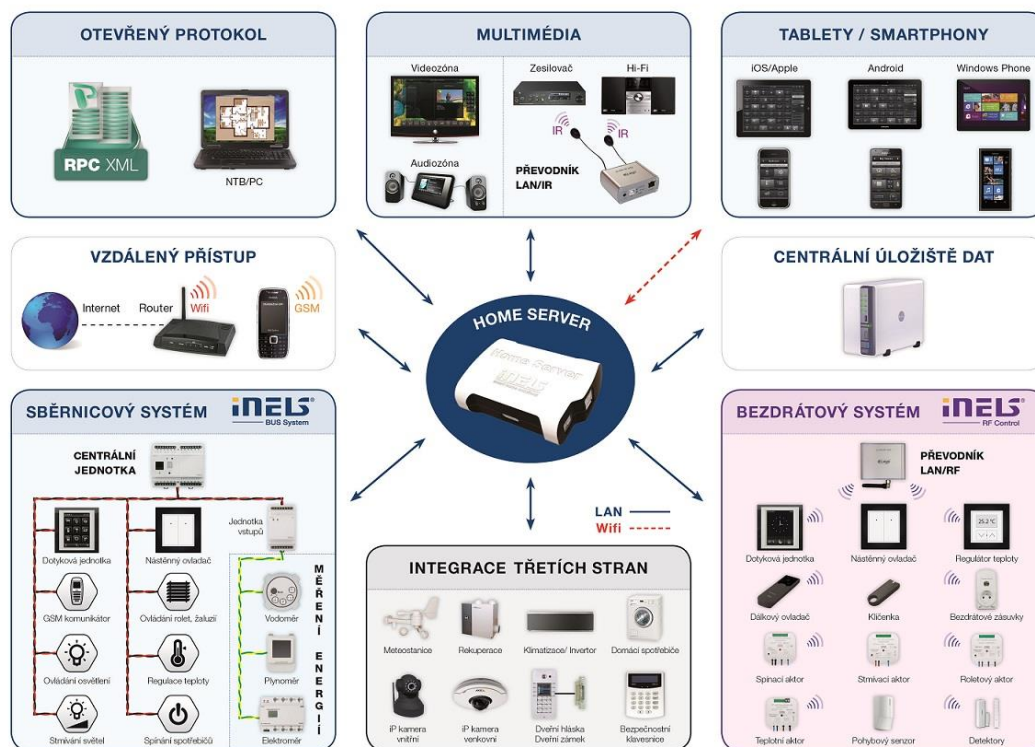 OTEVŘENÝ PROTOKOL
RPC XML
NTB/PC
MULTIMÉDIA
Videozóna
Zesilovač
Hi-Fi
IR
IR
Audiozóna
PŘEVODNÍK
LAN/IR
TABLETY / SMARTPHONY
iOS/Apple
Android
Windows Phone
VZDÁLENÝ PŘÍSTUP
Internet
Router
Wifi
GSM
HOME SERVER
Home Server
iNELS
CENTRÁLNÍ ÚLOŽIŠTĚ DAT
SBĚRNICOVÝ SYSTÉM
iNELS®
BUS System
CENTRÁLNÍ
JEDNOTKA
Jednotka
vstupů
Dotyková jednotka
Nástěnný ovladač
GSM komunikátor
Ovládání rolet, žaluzií
Vodoměr
Ovládání osvětlení
Regulace teploty
Plynoměr
Stmívání světel
Spínání spotřebičů
Elektroměr
MĚŘENÍ ENERGIÍ
LAN
Wifi
INTEGRACE TŘETÍCH STRAN
Meteostanice
Rekuperace
Klimatizace/ Invertor
Domácí spotřebiče
iP kamera
vnitřní
iP kamera
venkovní
Dveřní hláska
Dveřní zámek
Bezpečnostní
klávesnice
BEZDRÁTOVÝ SYSTÉM
iNELS®
RF Control
PŘEVODNÍK
LAN/RF
25.2 °C
Dotyková jednotka
Nástěnný ovladač
Regulátor teploty
Dálkový ovladač
Klíčenka
Bezdrátové zásuvky
Spínací aktor
Stmívací aktor
Roletový aktor
Teplotní aktor
Pohybový senzor
Detektory